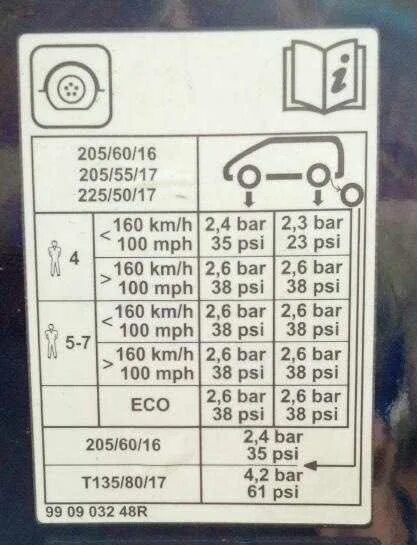 i
205/60/16
205/55/17
225/50/17
4
< 160 km/h 2,4 bar 2,3 bar
100 mph 35 psi 23 psi
> 160 km/h 2,6 bar 2,6 bar
100 mph 38 psi 38 psi
5-7
< 160 km/h 2,6 bar 2,6 bar
100 mph 38 psi 38 psi
> 160 km/h 2,6 bar 2,6 bar
100 mph 38 psi 38 psi
ECO 2,6 bar 2,6 bar
38 psi 38 psi
205/60/16 2,4 bar
35 psi
T135/80/17 4,2 bar
61 psi
99 09 032 48R